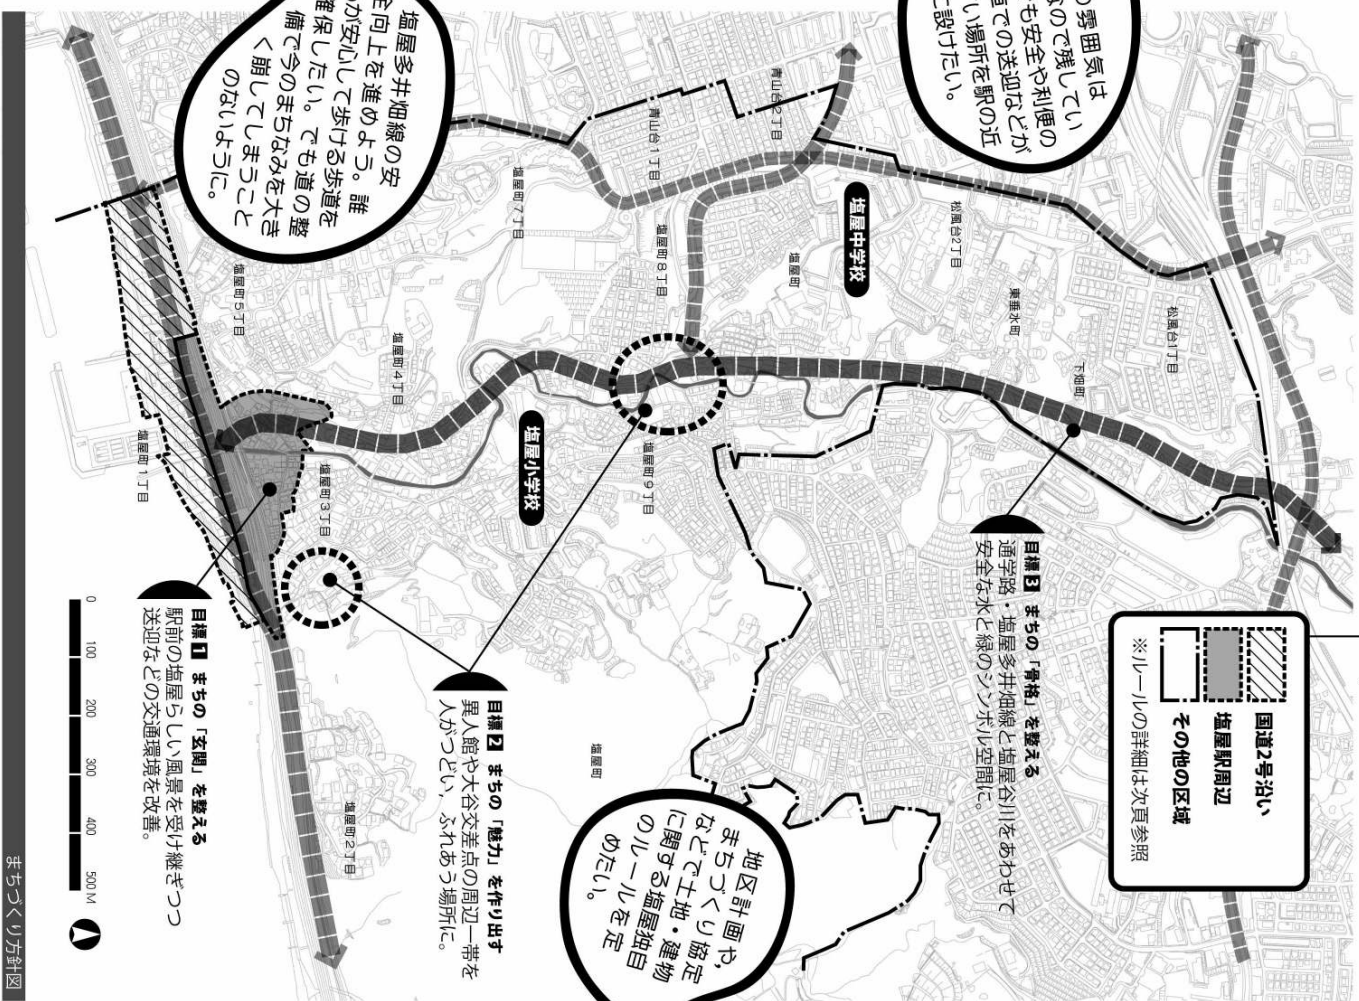 の雰囲気は
なので残してい
も安全や利便の
での送迎などが
い場所を駅の近
に設けたい。
塩屋多井畑線の安
全向上を進めよう。誰
が安心して歩ける歩道を
確保したい。でも道の整
備で今のまちなみを大き
く崩してしまうこと
のないように。
青山台2丁目
青山台1丁目
塩屋町7丁目
塩屋町8丁目
塩屋町
塩屋中学校
松風台2丁目
東垂水町
松風台1丁目
下畑町
塩屋町5丁目
塩屋町4丁目
塩屋小学校
塩屋町9丁目
塩屋町3丁目
塩屋町1丁目
塩屋町
塩屋町2丁目
国道2号沿い
塩屋駅周辺
その他の区域
※ルールの詳細は次頁参照
目標3 まちの「骨格」を整える
通学路・塩屋多井畑線と塩屋谷川をあわせて
安全な水と緑のシンボル空間に。
目標2 まちの「魅力」を作り出す
異人館や大谷交差点の周辺一帯を
人がつどい、ふれあう場所に。
目標1 まちの「玄関」を整える
駅前の塩屋らしい風景を受け継ぎつつ
送迎などの交通環境を改善。
地区計画や、
まちづくり協定
などで土地・建物
に関する塩屋独自
のルールを定
めたい。
0 100 200 300 400 500 M
まちづくり方針図